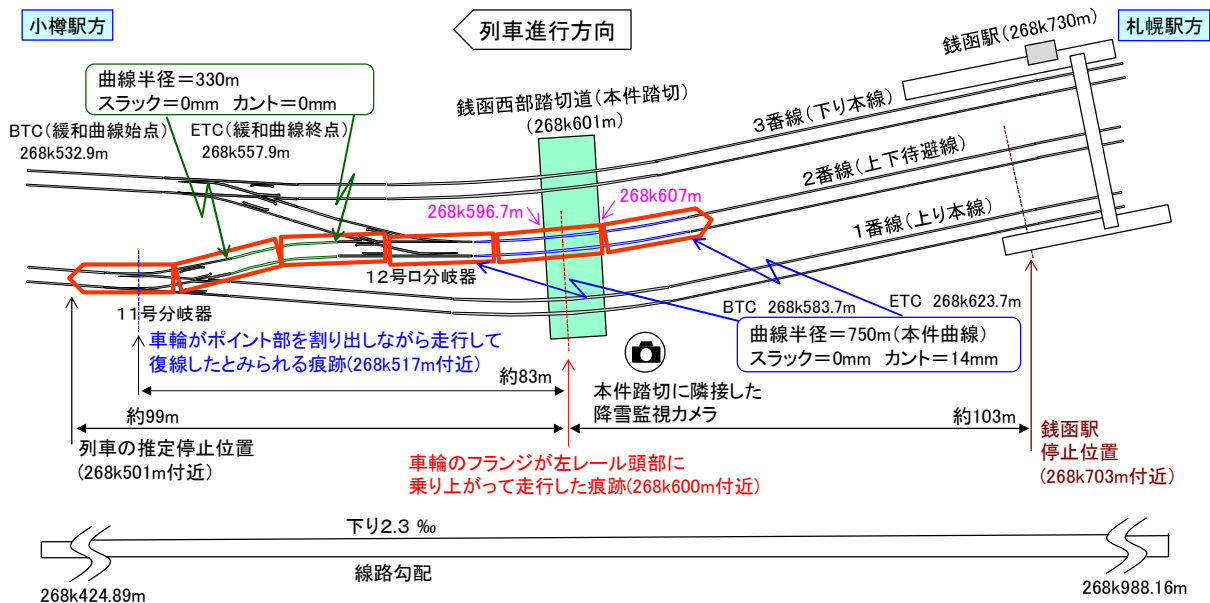 小樽駅方
列車進行方向
札幌駅方
銭函駅(268k730m)
曲線半径=330m
スラック=0mm カント=0mm
銭函西部踏切道(本件踏切)
(268k601m)
3番線(下り本線)
BTC(緩和曲線始点)
268k532.9m
ETC(緩和曲線終点)
268k557.9m
2番線(上下待避線)
268k596.7m
268k607m
1番線(上り本線)
12号ロ分岐器
11号分岐器
BTC 268k583.7m
ETC 268k623.7m
曲線半径=750m(本件曲線)
スラック=0mm カント=14mm
車輪がポイント部を割り出しながら走行して
復線したとみられる痕跡(268k517m付近)
約83m
本件踏切に隣接した
降雪監視カメラ
約99m
約103m
列車の推定停止位置
(268k501m付近)
車輪のフランジが左レール頭部に
乗り上がって走行した痕跡(268k600m付近)
銭函駅
停止位置
(268k703m付近)
下り2.3 ‰
線路勾配
268k424.89m
268k988.16m